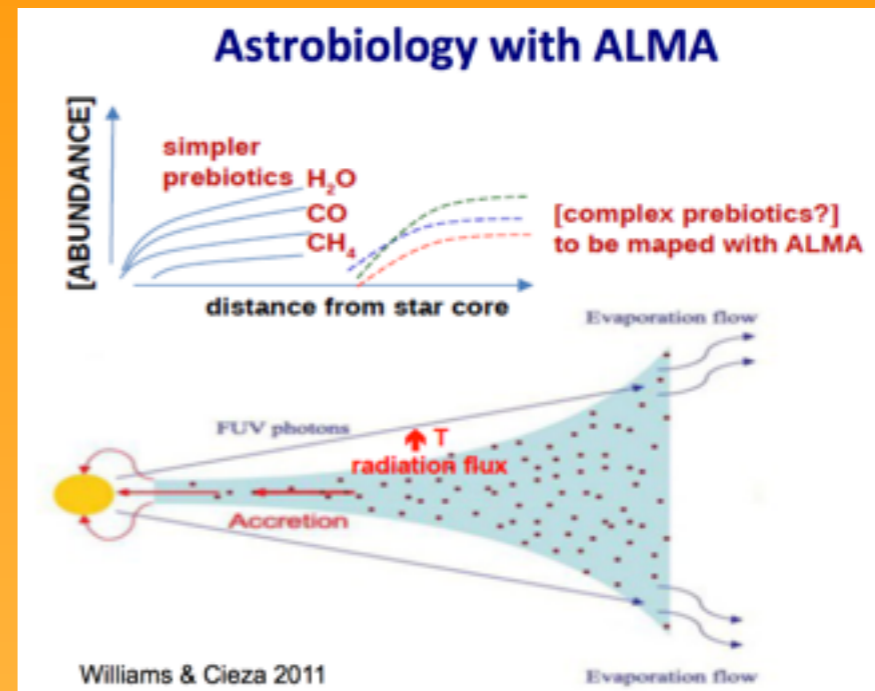 Astrobiology with ALMA
[ABUNDANCE]
simpler
prebiotics H₂O
CO
CH₄
[complex prebiotics?]
to be maped with ALMA
distance from star core
Evaporation flow
FUV photons
T
radiation flux
Accretion
Williams & Cieza 2011
Evaporation flow